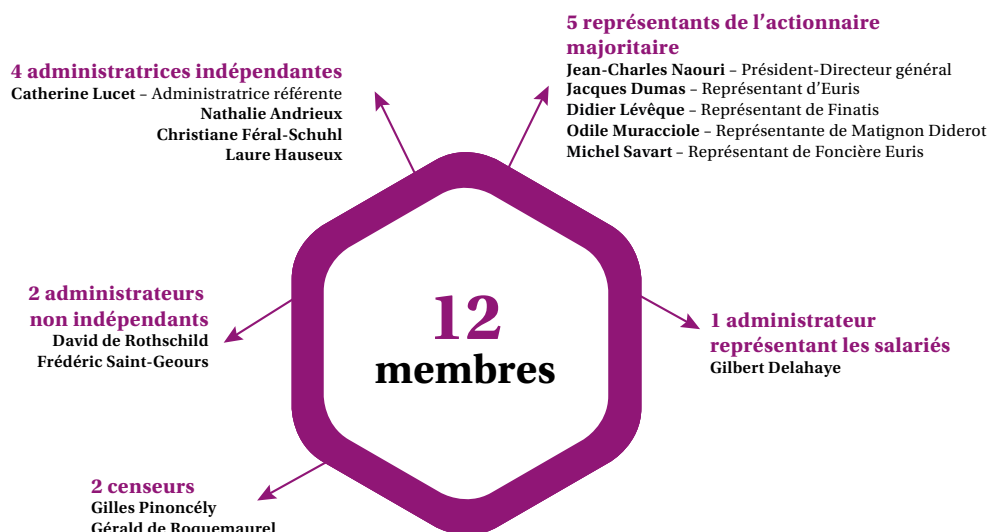 4 administratrices indépendantes
Catherine Lucet – Administratrice référente
Nathalie Andrieux
Christiane Féral-Schuhl
Laure Hauseux
5 représentants de l'actionnaire
majoritaire
Jean-Charles Naouri – Président-Directeur général
Jacques Dumas – Représentant d'Euris
Didier Lévêque – Représentant de Finatis
Odile Muracciole – Représentante de Matignon Diderot
Michel Savart – Représentant de Foncière Euris
2 administrateurs
non indépendants
David de Rothschild
Frédéric Saint-Geours
12
membres
1 administrateur
représentant les salariés
Gilbert Delahaye
2 censeurs
Gilles Pinoncély
Gérald de Roquemaurel